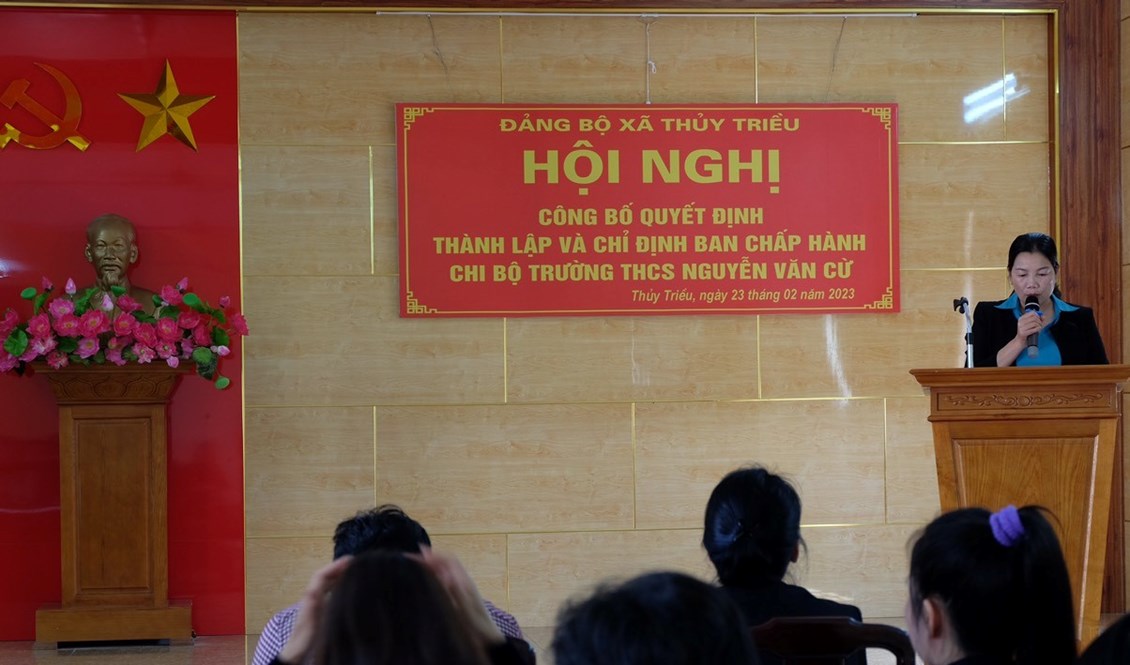 ĐẢNG BỘ XÃ THỦY TRIỀU
HỘI NGHỊ
CÔNG BỐ QUYẾT ĐỊNH
THÀNH LẬP VÀ CHỈ ĐỊNH BAN CHẤP HÀNH
CHI BỘ TRƯỜNG THCS NGUYỄN VĂN CỪ
Thủy Triều, ngày 23 tháng 02 năm 2023